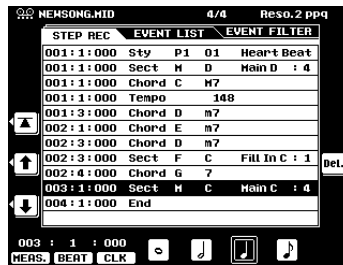 NEWSONG.MID 4/4 Reso.2 ppq
STEP REC EVENT LIST EVENT FILTER
001:1:000 Sty P1 01 Heart Beat
001:1:000 Sect M D Main D : 4
001:1:000 Chord C M7
001:1:000 Tempo 148
001:3:000 Chord D m7
002:1:000 Chord E m7
002:3:000 Chord D m7
002:3:000 Sect F C Fill In C : 1
002:4:000 Chord G 7
003:1:000 Sect M C Main C : 4
004:1:000 End
Del.
003 : 1 : 000
MEAS. BEAT CLK